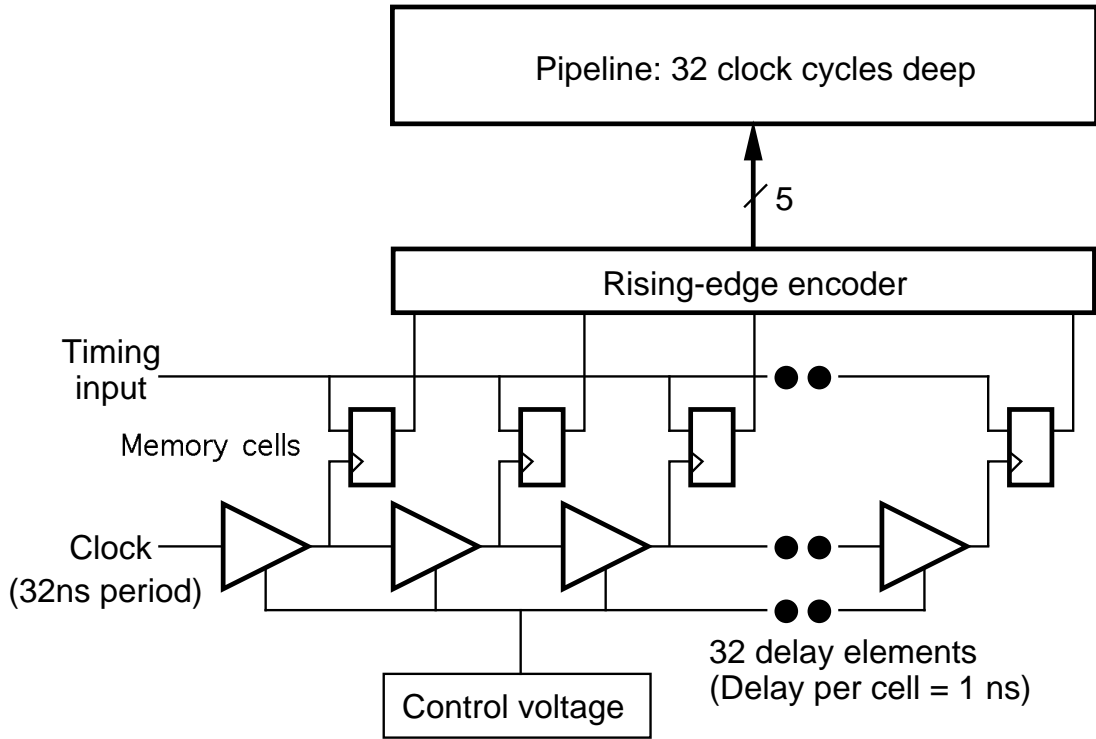 Pipeline: 32 clock cycles deep
5
Rising-edge encoder
Timing
input
Memory cells
Clock
(32ns period)
32 delay elements
(Delay per cell = 1 ns)
Control voltage